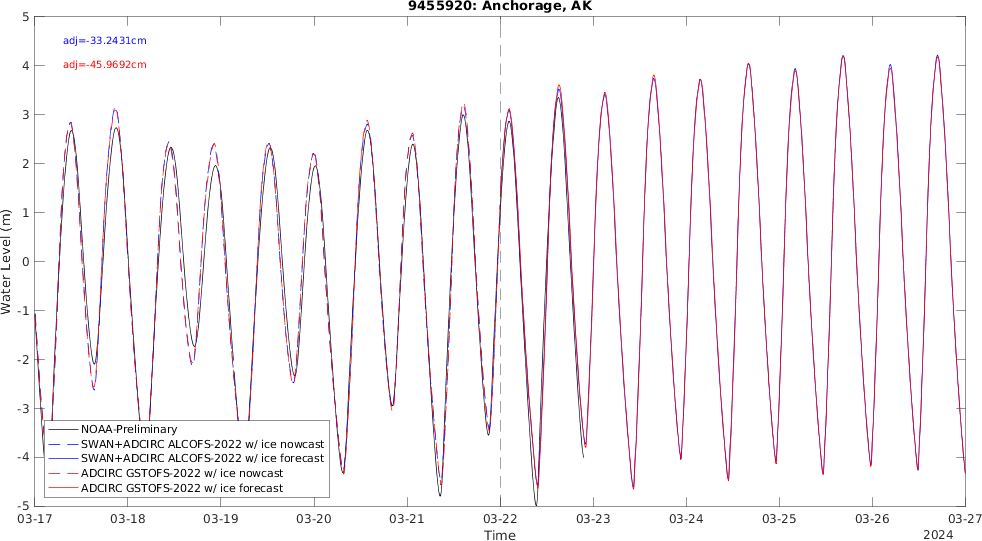 9455920: Anchorage, AK
adj=-33.2431cm
adj=-45.9692cm
5
4
3
2
1
0
-1
-2
-3
-4
-5
Water Level (m)
NOAA-Preliminary
SWAN+ADCIRC ALCOFS-2022 w/ ice nowcast
SWAN+ADCIRC ALCOFS-2022 w/ ice forecast
ADCIRC GSTOFS-2022 w/ ice nowcast
ADCIRC GSTOFS-2022 w/ ice forecast
03-17 03-18 03-19 03-20 03-21 03-22 03-23 03-24 03-25 03-26 03-27
Time
2024